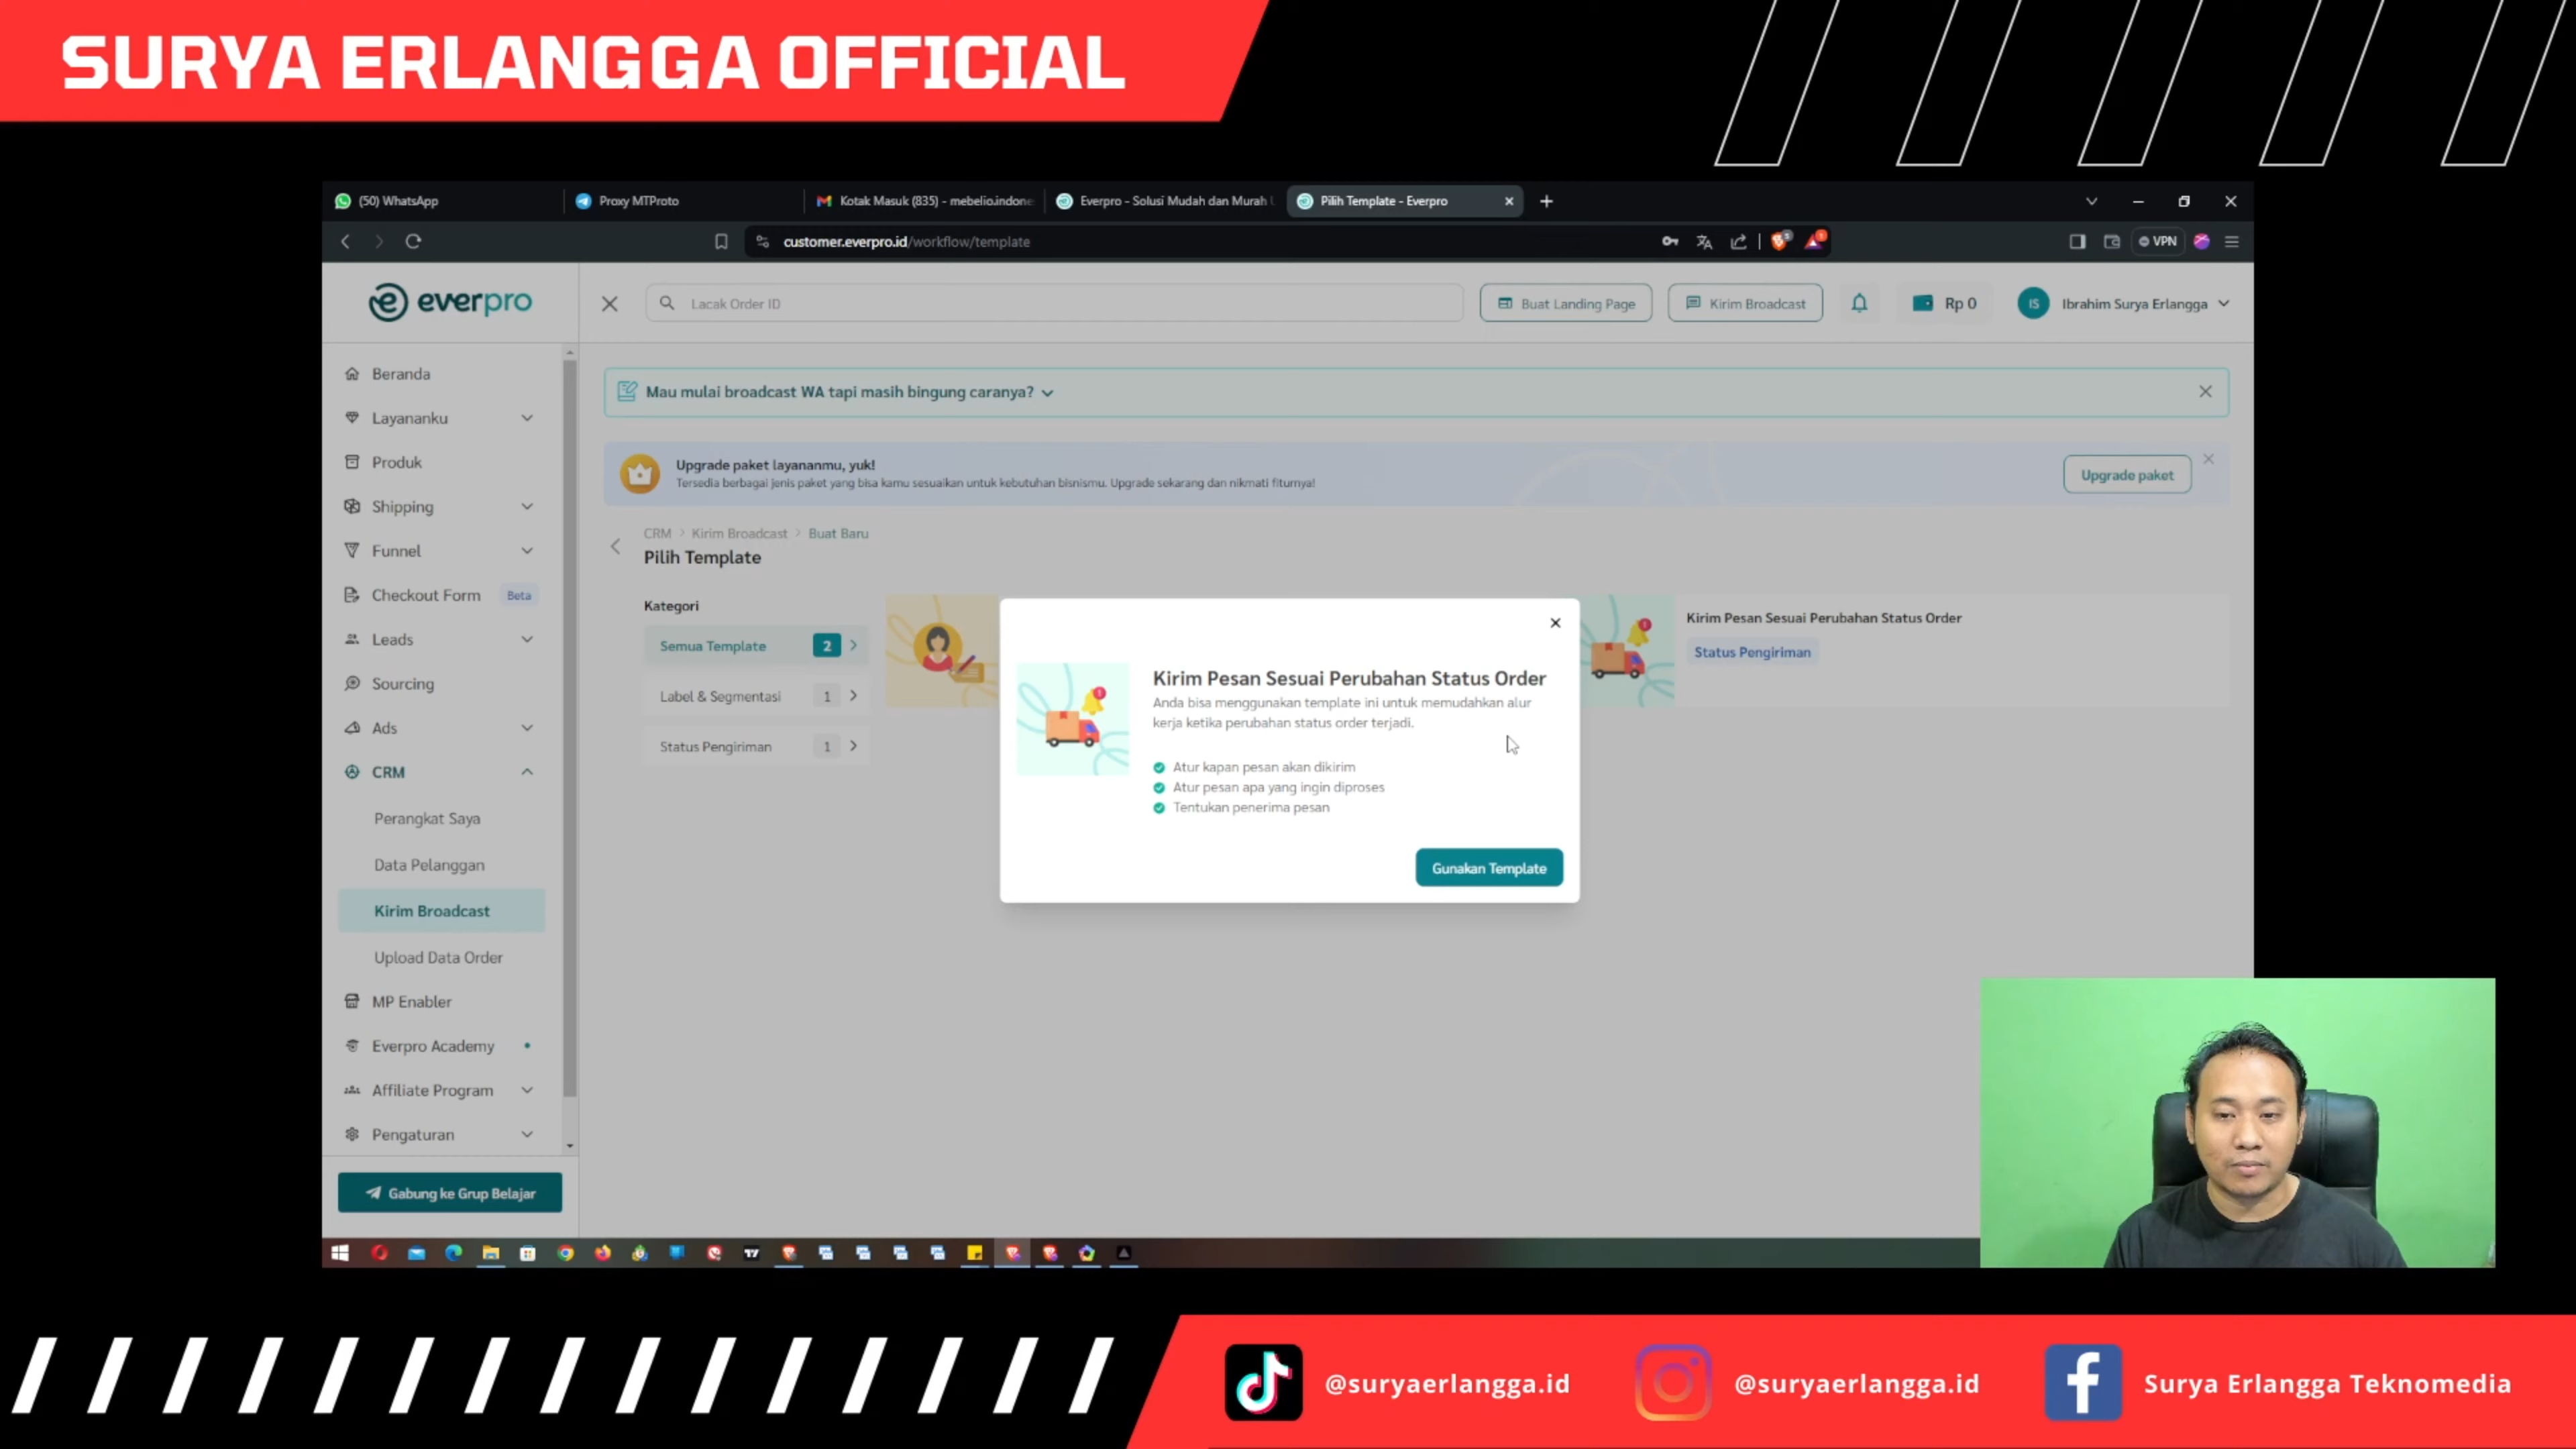 SURYA ERLANGGA OFFICIAL
(50) WhatsApp
Proxy MTProto
Kotak Masuk (835) - mebelio.indone
Everpro - Solusi Mudah dan Murah
Pilih Template - Everpro
customer.everpro.id/workflow/template
VPN
everpro
Lacak Order ID
Buat Landing Page
Kirim Broadcast
Rp 0
IS
Ibrahim Surya Erlangga
Beranda
Layananku
Produk
Shipping
Funnel
Checkout Form Beta
Leads
Sourcing
Ads
CRM
Perangkat Saya
Data Pelanggan
Kirim Broadcast
Upload Data Order
MP Enabler
Everpro Academy
Affiliate Program
Pengaturan
Gabung ke Grup Belajar
Mau mulai broadcast WA tapi masih bingung caranya?
Upgrade paket layananmu, yuk!
Tersedia berbagai jenis paket yang bisa kamu sesuaikan untuk kebutuhan bisnismu. Upgrade sekarang dan nikmati fiturnya!
Upgrade paket
CRM > Kirim Broadcast > Buat Baru
Pilih Template
Kategori
Semua Template 2
Label & Segmentasi 1
Status Pengiriman 1
Kirim Pesan Sesuai Perubahan Status Order
Status Pengiriman
Kirim Pesan Sesuai Perubahan Status Order
Anda bisa menggunakan template ini untuk memudahkan alur
kerja ketika perubahan status order terjadi.
Atur kapan pesan akan dikirim
Atur pesan apa yang ingin diproses
Tentukan penerima pesan
Gunakan Template
@suryaerlangga.id
@suryaerlangga.id
Surya Erlangga Teknomedia